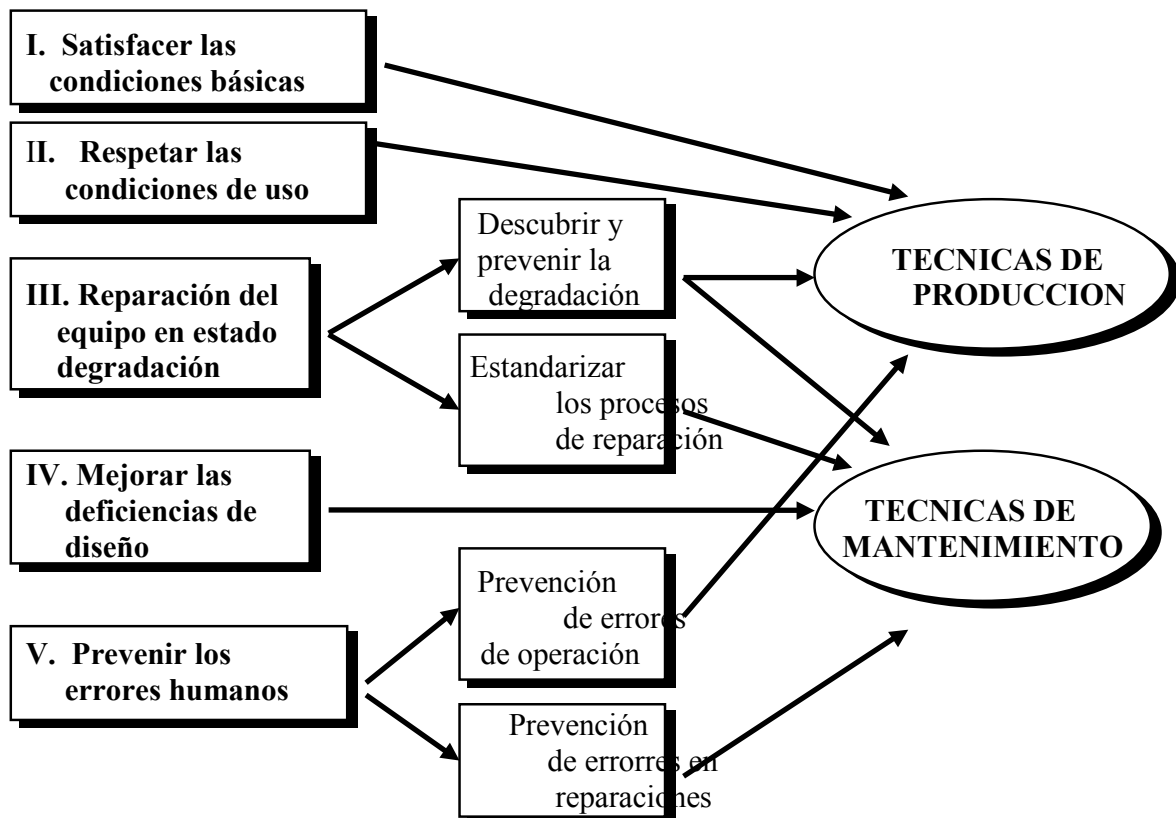 I. Satisfacer las
condiciones básicas
II. Respetar las
condiciones de uso
III. Reparación del
equipo en estado
degradación
IV. Mejorar las
deficiencias de
diseño
V. Prevenir los
errores humanos
Descubrir y
prevenir la
degradación
Estandarizar
los procesos
de reparación
Prevención
de errores
de operación
Prevención
de errorres en
reparaciones
TECNICAS DE
PRODUCCION
TECNICAS DE
MANTENIMIENTO